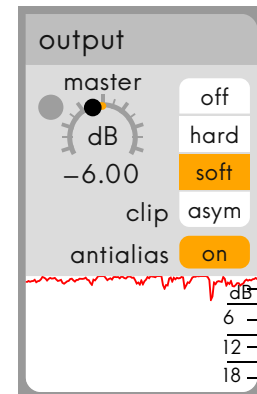 output
master
dB
−6.00
off
hard
soft
clip asym
antialias on
dB
6
12
18